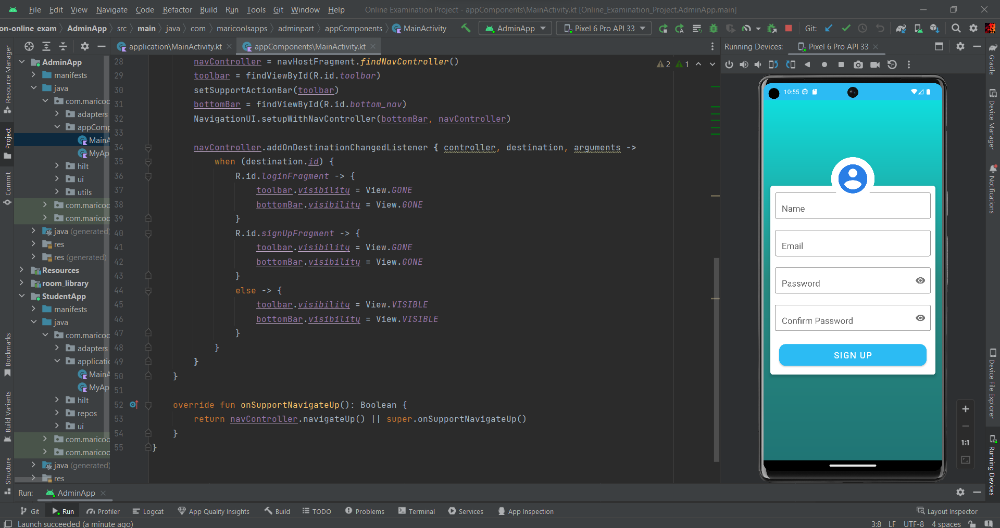 File Edit View Navigate Code Refactor Build Run Tools Git Window Help Online Examination Project - appComponents\MainActivity.kt [Online_Examination_Project.AdminApp.main]
on-online_exam AdminApp src main java com maricoolsapps adminpart appComponents MainActivity AdminApp Pixel 6 Pro API 33 Git:
application\MainActivity.kt appComponents\MainActivity.kt Running Devices: Pixel 6 Pro API 33
Resource Manager
Project
Commit
Bookmarks
Build Variants
Structure
AdminApp
manifests
java
com.maricoo
adapters
appComp
MainA
MyAp
hilt
ui
utils
com.maricoo
com.maricoo
java (generated)
res
res (generated)
Resources
room_library
StudentApp
manifests
java
com.maricoo
adapters
applicatio
MainA
MyAp
hilt
repos
ui
com.maricoo
com.maricoo
java (generated)
res
28 navController = navHostFragment.findNavController()
29 toolbar = findViewById(R.id.toolbar)
30 setSupportActionBar(toolbar)
31 bottomBar = findViewById(R.id.bottom_nav)
32 NavigationUI.setupWithNavController(bottomBar, navController)
33
34 navController.addOnDestinationChangedListener { controller, destination, arguments ->
35 when (destination.id) {
36 R.id.loginFragment -> {
37 toolbar.visibility = View.GONE
38 bottomBar.visibility = View.GONE
39 }
40 R.id.signUpFragment -> {
41 toolbar.visibility = View.GONE
42 bottomBar.visibility = View.GONE
43 }
44 else -> {
45 toolbar.visibility = View.VISIBLE
46 bottomBar.visibility = View.VISIBLE
47 }
48 }
49 }
50 }
51
52 override fun onSupportNavigateUp(): Boolean {
53 return navController.navigateUp() || super.onSupportNavigateUp()
54 }
55 }
2 1
10:55
Name
Email
Password
Confirm Password
SIGN UP
1:1
Gradle
Device Manager
Notifications
Device File Explorer
Running Devices
Run: AdminApp
Git Run Profiler Logcat App Quality Insights Build TODO Problems Terminal Services App Inspection Layout Inspector
Launch succeeded (a minute ago) 3:8 LF UTF-8 4 spaces